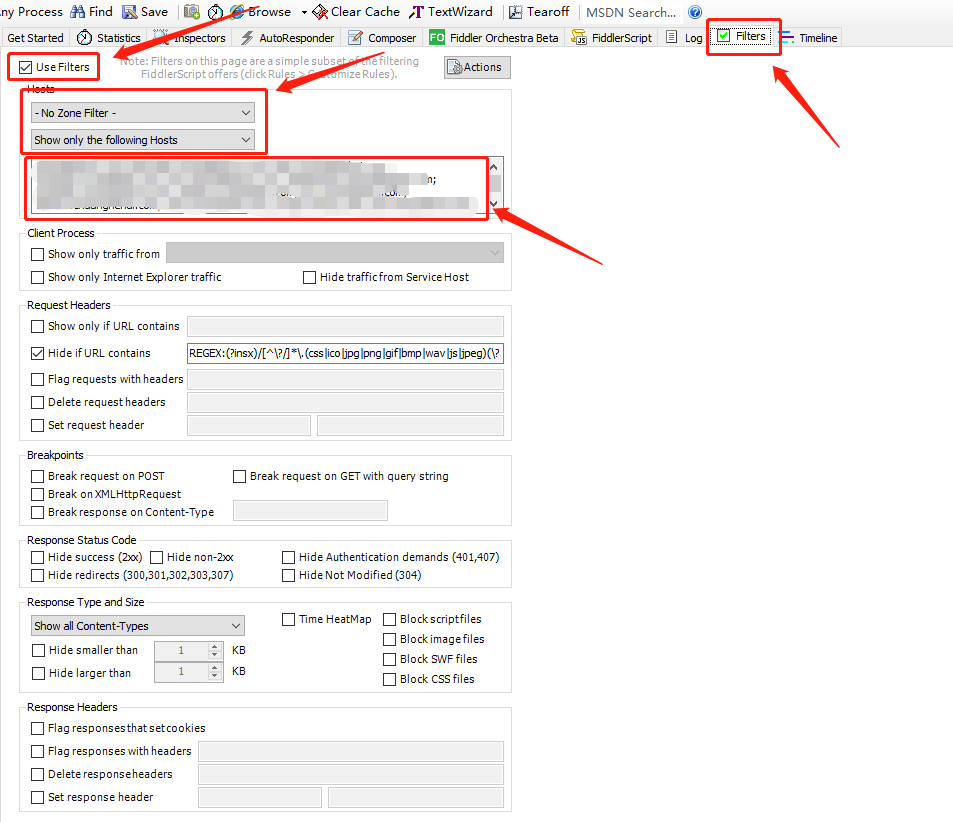 ny Process Find Save Browse Clear Cache TextWizard Tearoff MSDN Search...
Get Started Statistics Inspectors AutoResponder Composer FO Fiddler Orchestra Beta FiddlerScript Log Filters Timeline
Use Filters
Note: Filters on this page are a simple subset of the filtering
FiddlerScript offers (click Rules > Customize Rules).
Actions
Hosts
- No Zone Filter -
Show only the following Hosts
m;
Client Process
Show only traffic from
Show only Internet Explorer traffic Hide traffic from Service Host
Request Headers
Show only if URL contains
Hide if URL contains REGEX:(?insx)/[^\?/]*\.(css|ico|jpg|png|gif|bmp|wav|js|jpeg)(\?
Flag requests with headers
Delete request headers
Set request header
Breakpoints
Break request on POST Break request on GET with query string
Break on XMLHttpRequest
Break response on Content-Type
Response Status Code
Hide success (2xx) Hide non-2xx Hide Authentication demands (401,407)
Hide redirects (300,301,302,303,307) Hide Not Modified (304)
Response Type and Size
Show all Content-Types Time HeatMap Block script files
Block image files
Hide smaller than 1 KB
Block SWF files
Hide larger than 1 KB
Block CSS files
Response Headers
Flag responses that set cookies
Flag responses with headers
Delete response headers
Set response header